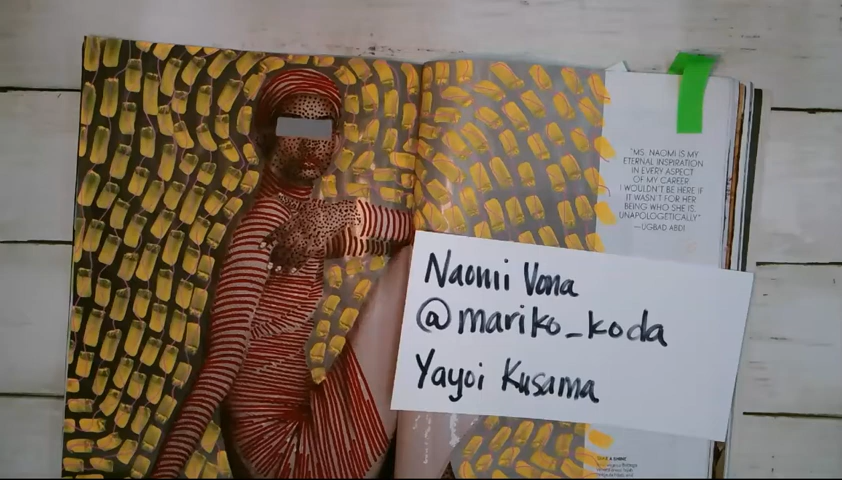 "MS. NAOMI IS MY
ETERNAL INSPIRATION
IN EVERY ASPECT
OF MY CAREER.
I WOULDN'T BE HERE IF
IT WASN'T FOR HER
BEING WHO SHE IS,
UNAPOLOGETICALLY"
—UGBAD ABDI
Naomi Vona
@mariko_koda
Yayoi Kusama